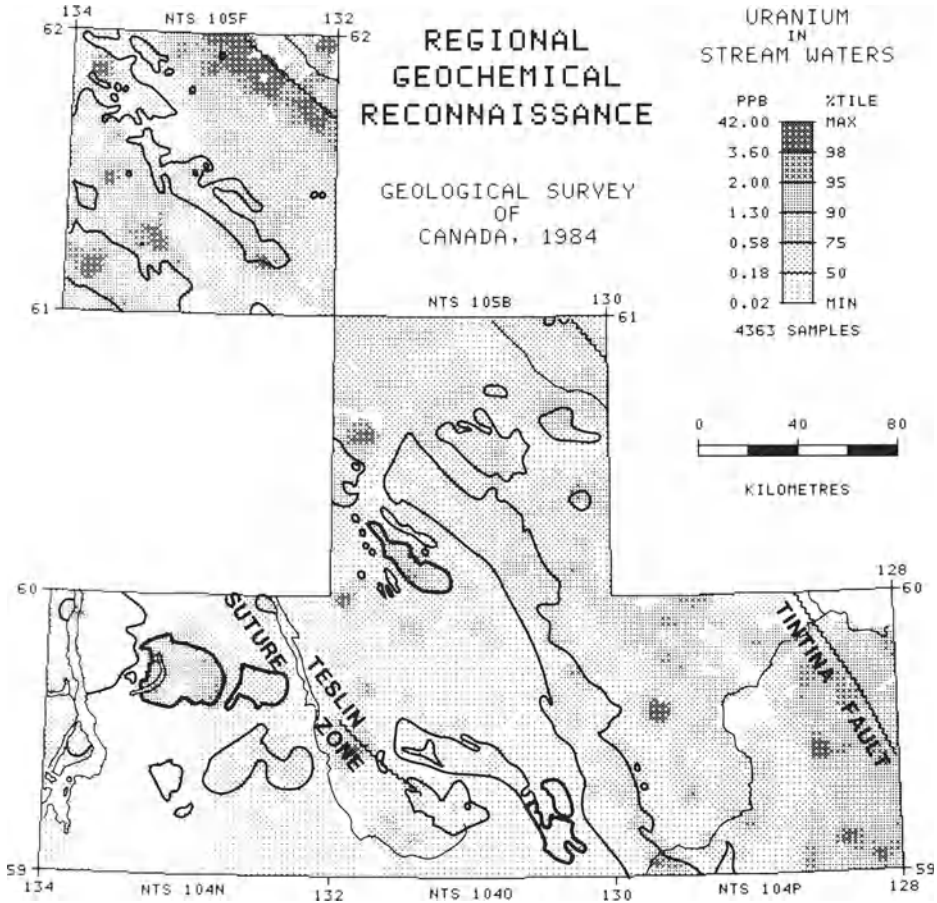 134
NTS 105F
132
62
62
REGIONAL
GEOCHEMICAL
RECONNAISSANCE
GEOLOGICAL SURVEY
OF
CANADA, 1984
URANIUM
IN
STREAM WATERS
PPB %TILE
42.00 MAX
3.60 98
2.00 95
1.30 90
0.58 75
0.18 50
0.02 MIN
4363 SAMPLES
61
NTS 105B
130
61
0 40 80
KILOMETRES
60
128
60
SUTURE
TESLIN
ZONE
TINTINA FAULT
59
59
134
NTS 104N
132
NTS 104O
130
NTS 104P
128